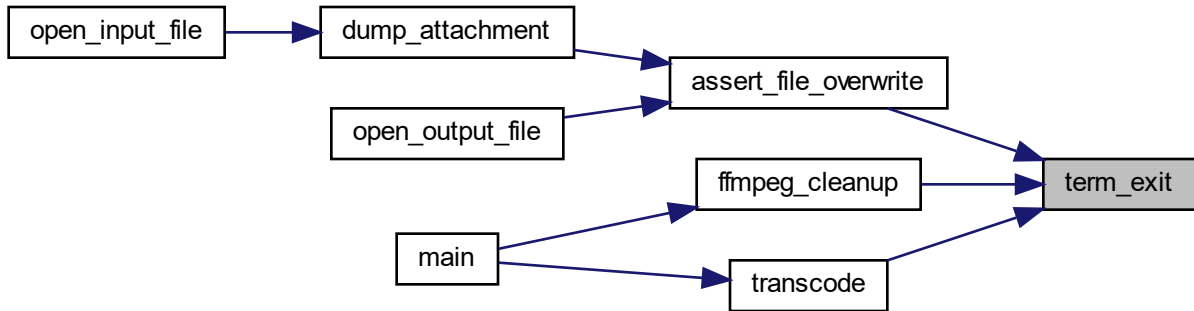 open_input_file
dump_attachment
assert_file_overwrite
open_output_file
ffmpeg_cleanup
term_exit
main
transcode